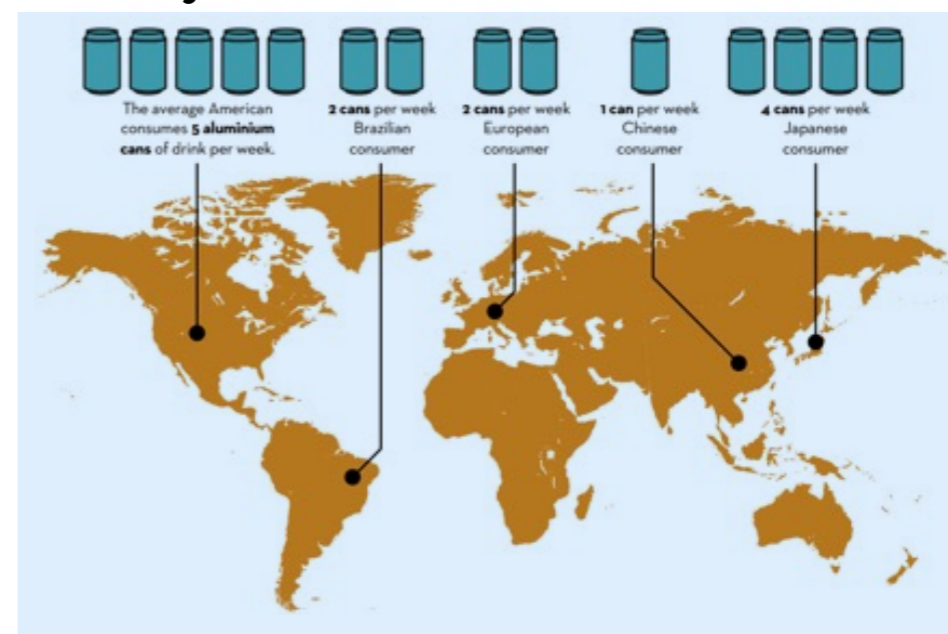 The average American
consumes 5 aluminium
cans of drink per week.
2 cans per week
Brazilian
consumer
2 cans per week
European
consumer
1 can per week
Chinese
consumer
4 cans per week
Japanese
consumer